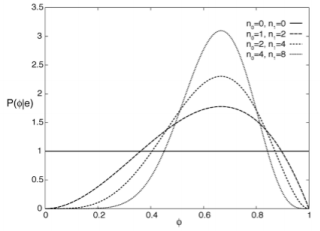 3.5
3
2.5
2
1.5
1
0.5
0
P(ϕ|e)
n₀=0, n₁=0
n₀=1, n₁=2
n₀=2, n₁=4
n₀=4, n₁=8
0 0.2 0.4 0.6 0.8 1
ϕ